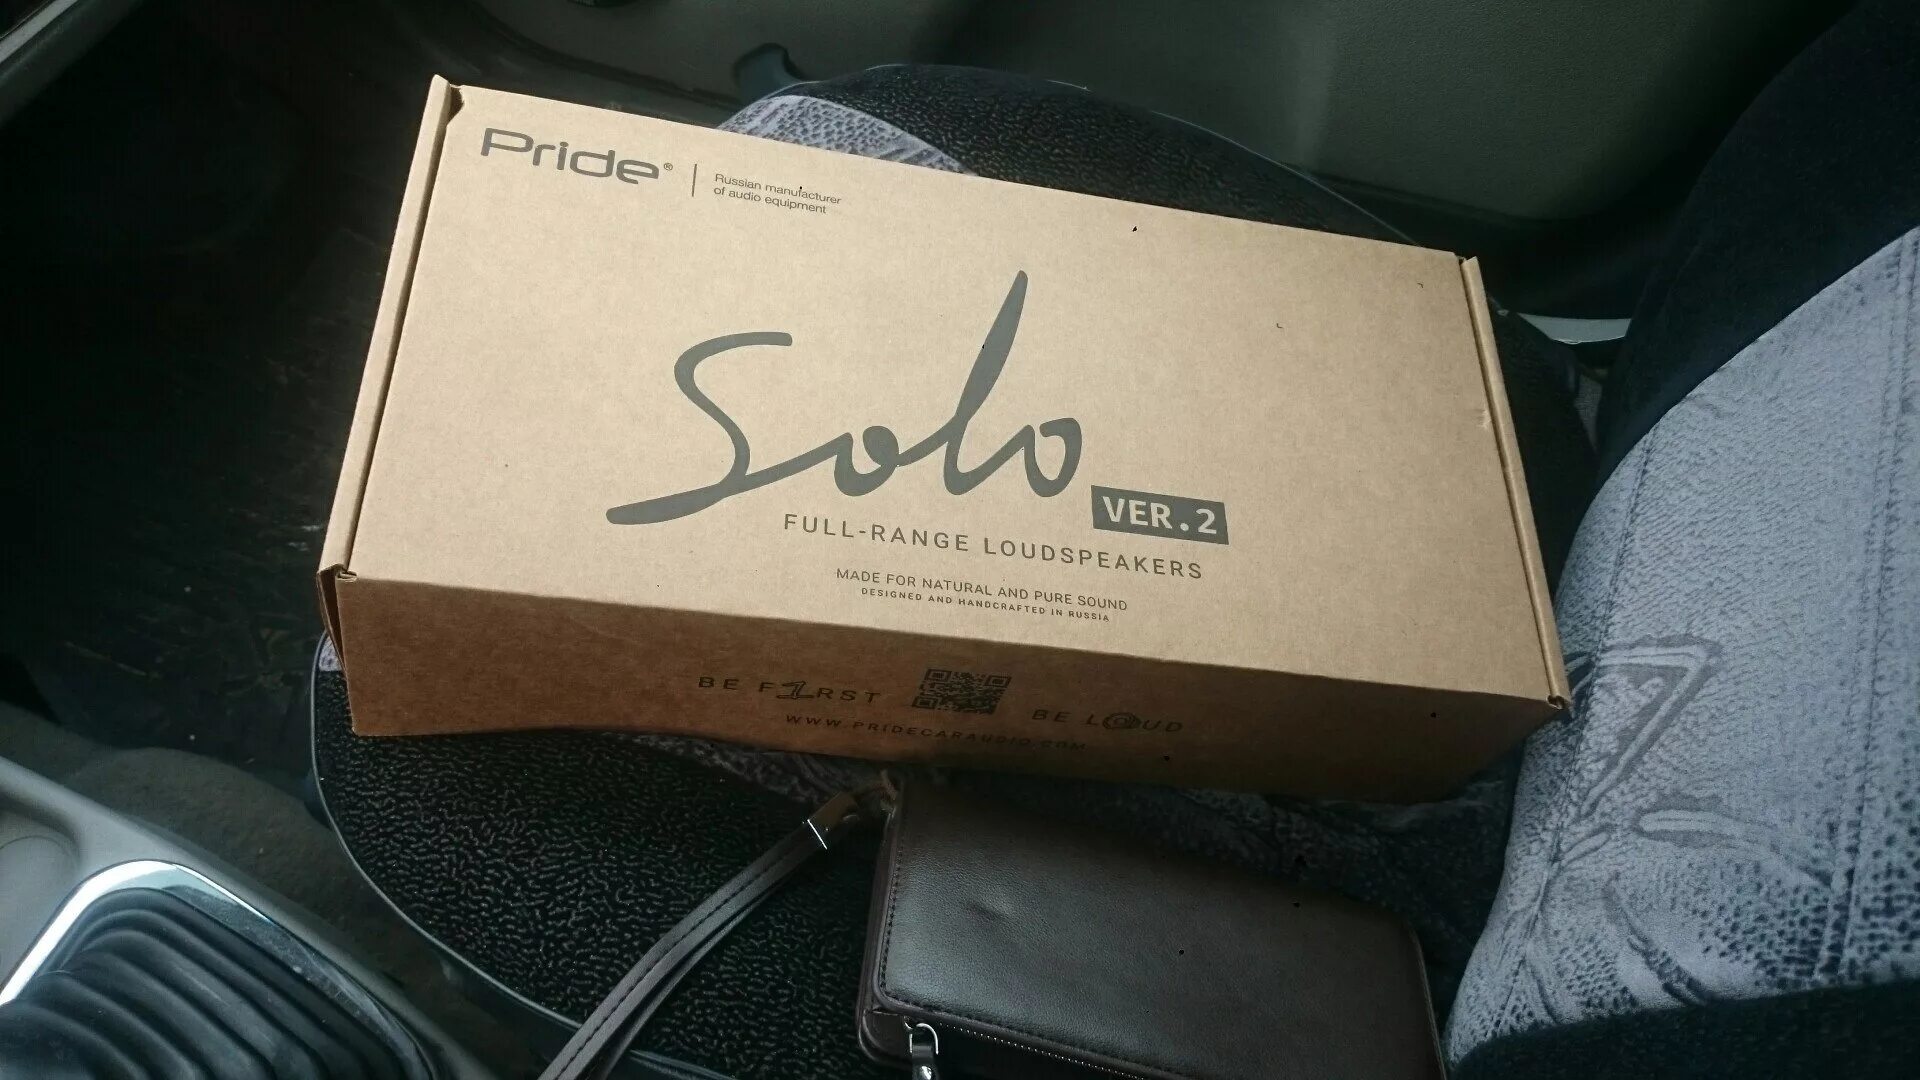 Pride® | Russian manufacturer
of audio equipment
Solo
VER.2
FULL-RANGE LOUDSPEAKERS
MADE FOR NATURAL AND PURE SOUND
DESIGNED AND HANDCRAFTED IN RUSSIA
BE F1RST BE LOUD
WWW.PRIDECARAUDIO.COM